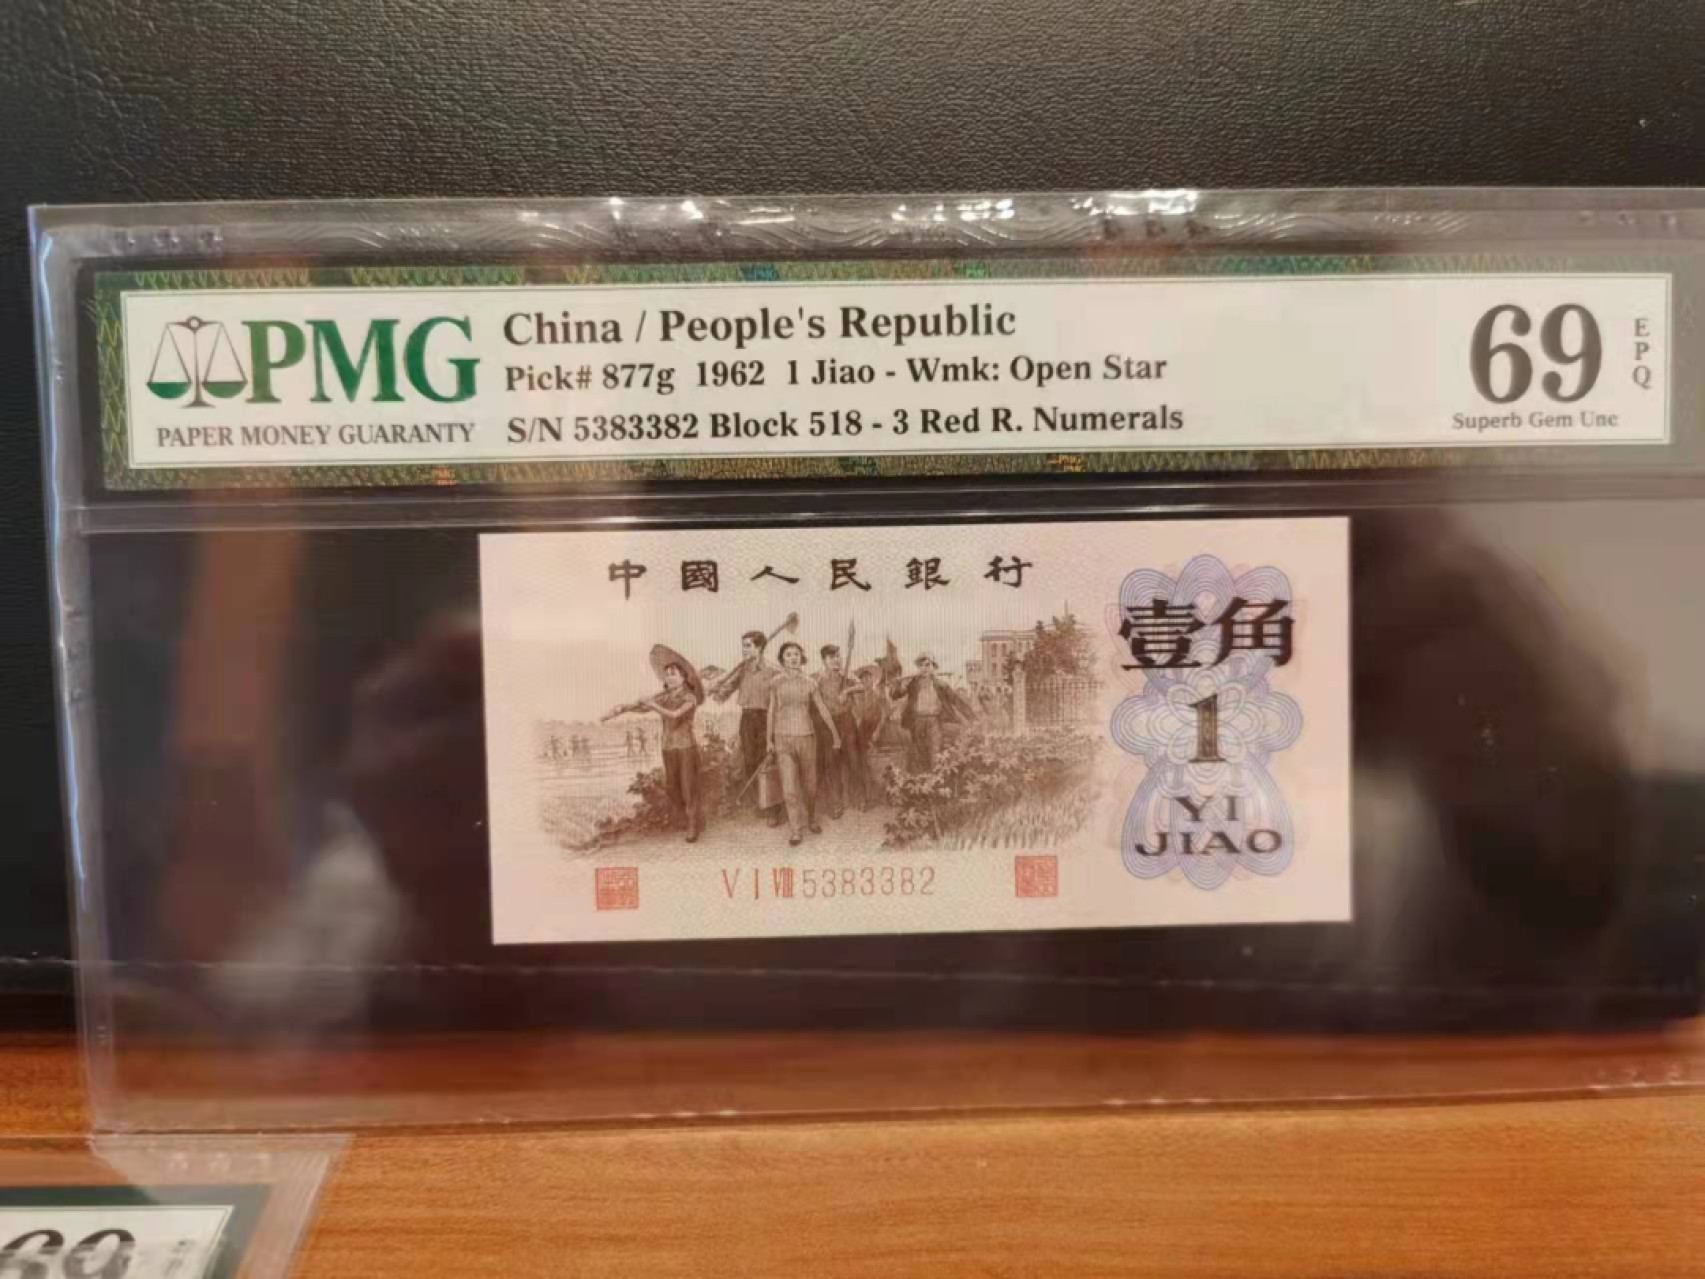 PMG
PAPER MONEY GUARANTY
China / People's Republic
Pick# 877g 1962 1 Jiao - Wmk: Open Star
S/N 5383382 Block 518 - 3 Red R. Numerals
69
EPQ
Superb Gem Unc
中國人民銀行
壹角
1
YI
JIAO
V I VIII 5383382
69